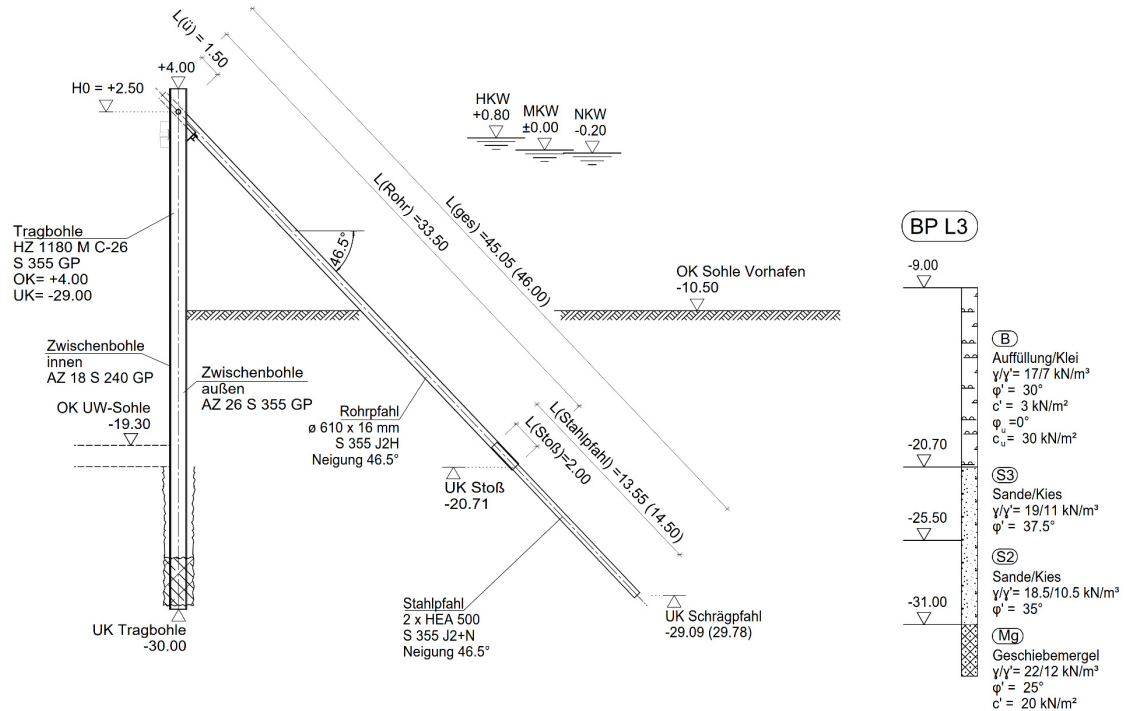 L(ü) = 1.50
+4.00
H0 = +2.50
HKW
+0.80
MKW
±0.00
NKW
-0.20
L(Rohr) =33.50
L(ges) =45.05 (46.00)
46.5°
Tragbohle
HZ 1180 M C-26
S 355 GP
OK= +4.00
UK= -29.00
OK Sohle Vorhafen
-10.50
Zwischenbohle
innen
AZ 18 S 240 GP
Zwischenbohle
außen
AZ 26 S 355 GP
OK UW-Sohle
-19.30
Rohrpfahl
ø 610 x 16 mm
S 355 J2H
Neigung 46.5°
L(Stoß)=2.00
L(Stahlpfahl) =13.55 (14.50)
UK Stoß
-20.71
Stahlpfahl
2 x HEA 500
S 355 J2+N
Neigung 46.5°
UK Schrägpfahl
-29.09 (29.78)
UK Tragbohle
-30.00
BP L3
-9.00
B
Auffüllung/Klei
γ/γ'= 17/7 kN/m³
φ' = 30°
c' = 3 kN/m²
φu =0°
cu = 30 kN/m²
-20.70
S3
Sande/Kies
γ/γ'= 19/11 kN/m³
φ' = 37.5°
-25.50
S2
Sande/Kies
γ/γ'= 18.5/10.5 kN/m³
φ' = 35°
-31.00
Mg
Geschiebemergel
γ/γ'= 22/12 kN/m³
φ' = 25°
c' = 20 kN/m²